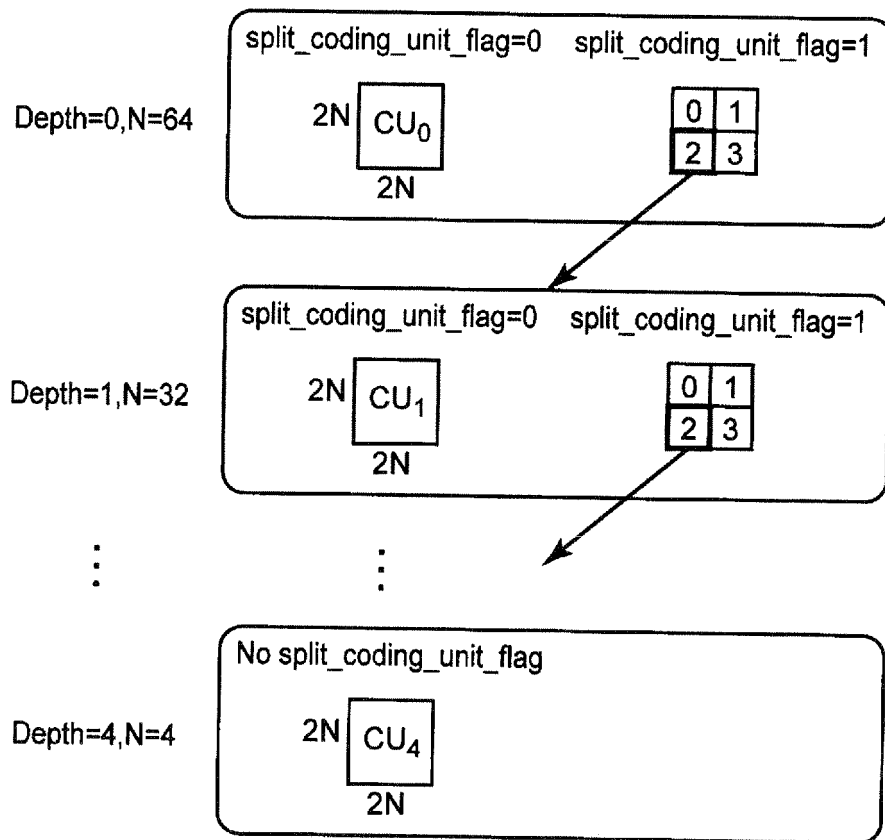 split_coding_unit_flag=0 split_coding_unit_flag=1
Depth=0,N=64
2N
CU₀
2N
0 1
2 3
split_coding_unit_flag=0 split_coding_unit_flag=1
Depth=1,N=32
2N
CU₁
2N
0 1
2 3
No split_coding_unit_flag
Depth=4,N=4
2N
CU₄
2N